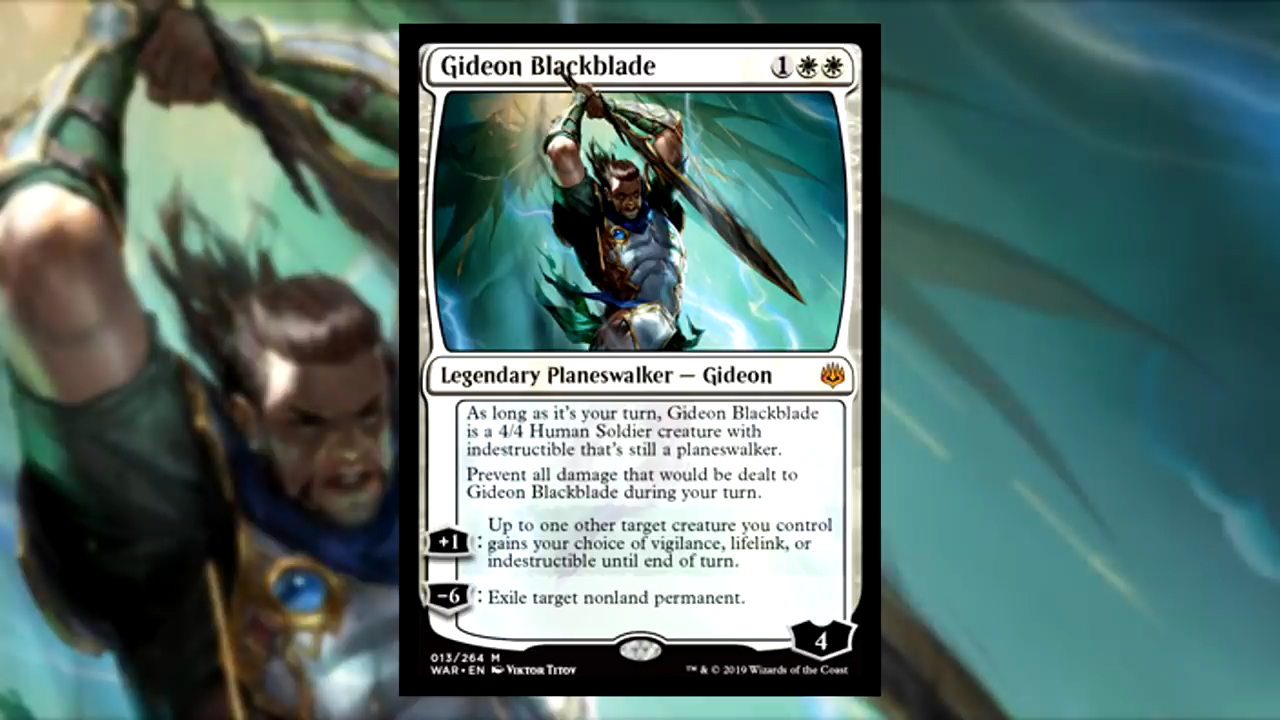 Gideon Blackblade 1
Legendary Planeswalker — Gideon
As long as it's your turn, Gideon Blackblade
is a 4/4 Human Soldier creature with
indestructible that's still a planeswalker.
Prevent all damage that would be dealt to
Gideon Blackblade during your turn.
+1: Up to one other target creature you control
gains your choice of vigilance, lifelink, or
indestructible until end of turn.
-6: Exile target nonland permanent.
4
013/264 M
WAR • EN Viktor Titov
™ & © 2019 Wizards of the Coast